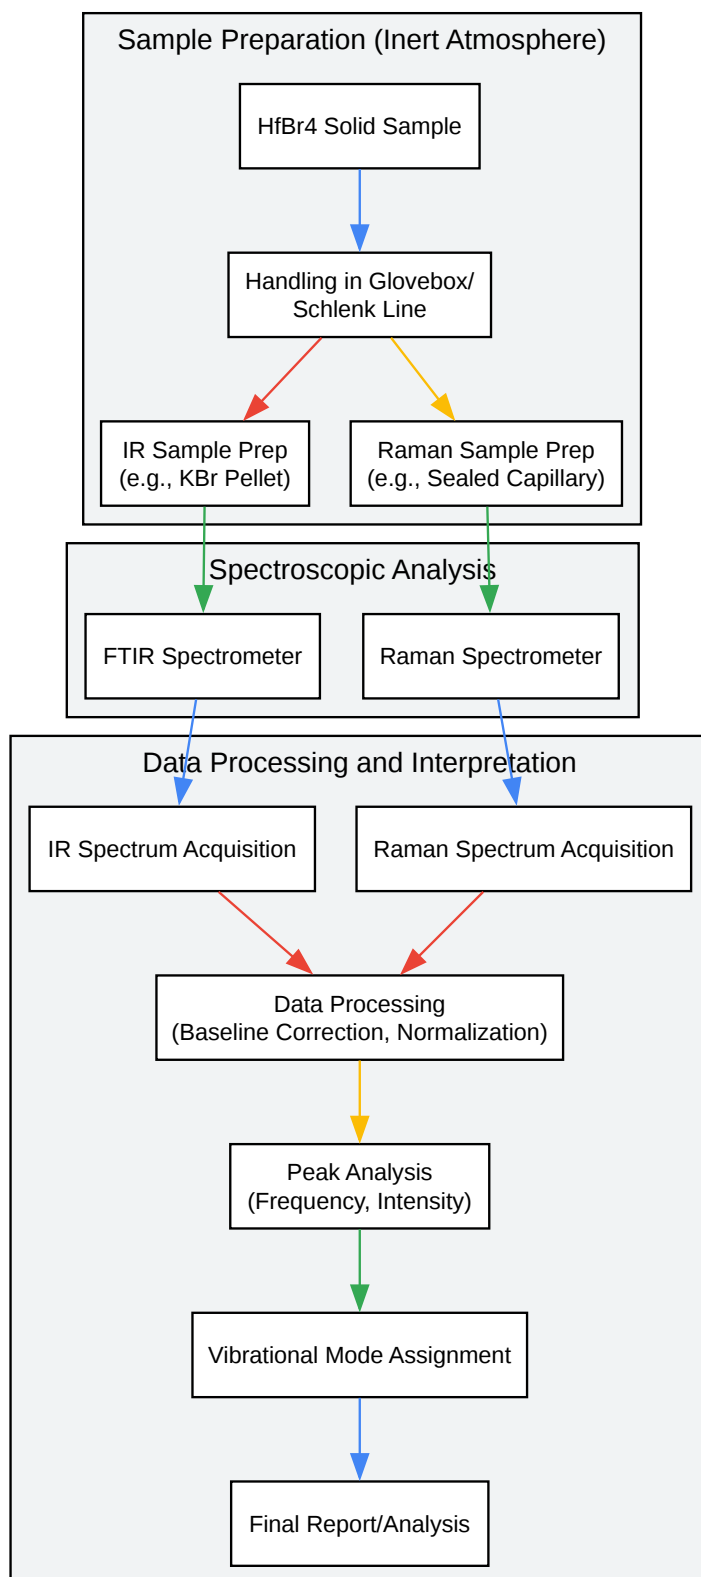 Sample Preparation (Inert Atmosphere)
HfBr4 Solid Sample
Handling in Glovebox/
Schlenk Line
IR Sample Prep
(e.g., KBr Pellet)
Raman Sample Prep
(e.g., Sealed Capillary)
Spectroscopic Analysis
FTIR Spectrometer
Raman Spectrometer
Data Processing and Interpretation
IR Spectrum Acquisition
Raman Spectrum Acquisition
Data Processing
(Baseline Correction, Normalization)
Peak Analysis
(Frequency, Intensity)
Vibrational Mode Assignment
Final Report/Analysis